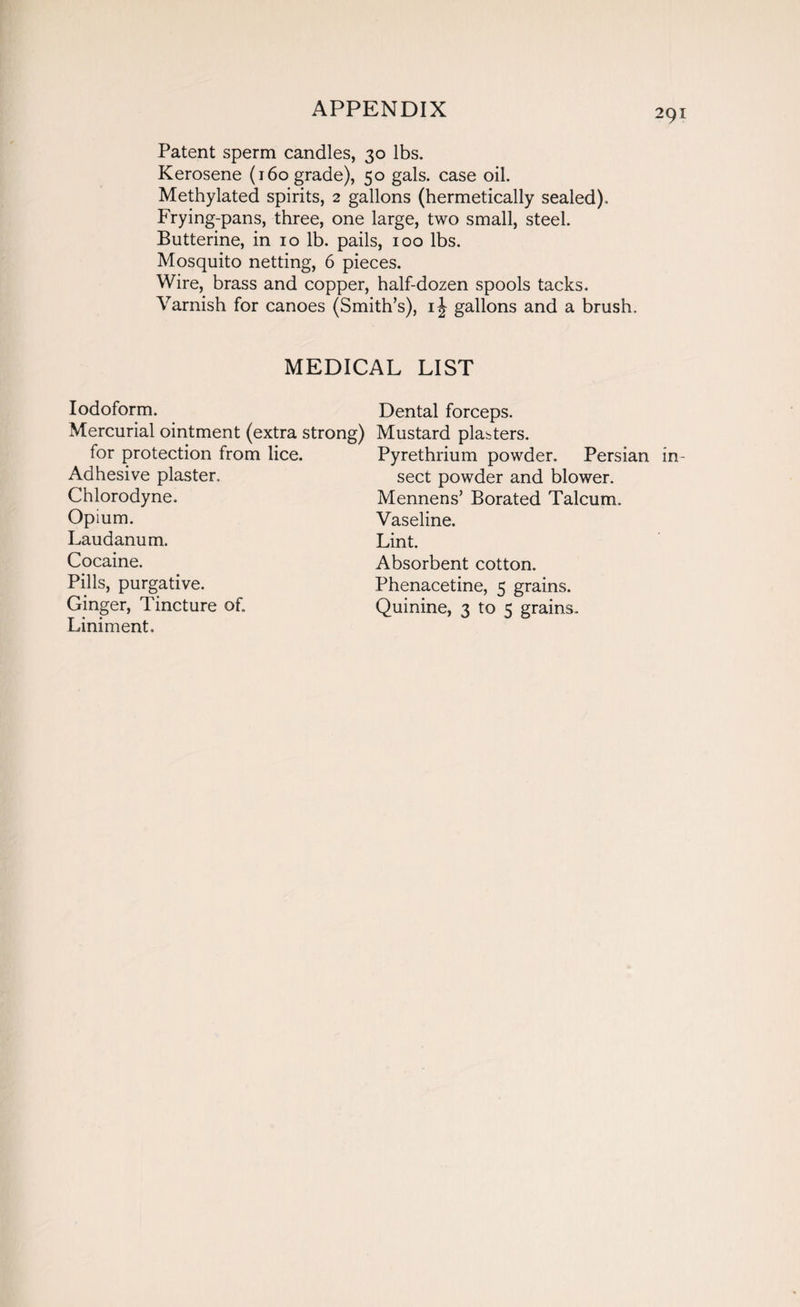 APPENDIX 291
Patent sperm candles, 30 lbs.
Kerosene (160 grade), 50 gals. case oil.
Methylated spirits, 2 gallons (hermetically sealed).
Frying-pans, three, one large, two small, steel.
Butterine, in 10 lb. pails, 100 lbs.
Mosquito netting, 6 pieces.
Wire, brass and copper, half-dozen spools tacks.
Varnish for canoes (Smith’s), 1½ gallons and a brush.
MEDICAL LIST
Iodoform.
Mercurial ointment (extra strong)
for protection from lice.
Adhesive plaster.
Chlorodyne.
Opium.
Laudanum.
Cocaine.
Pills, purgative.
Ginger, Tincture of.
Liniment.
Dental forceps.
Mustard plasters.
Pyrethrium powder. Persian in-
sect powder and blower.
Mennens’ Borated Talcum.
Vaseline.
Lint.
Absorbent cotton.
Phenacetine, 5 grains.
Quinine, 3 to 5 grains.